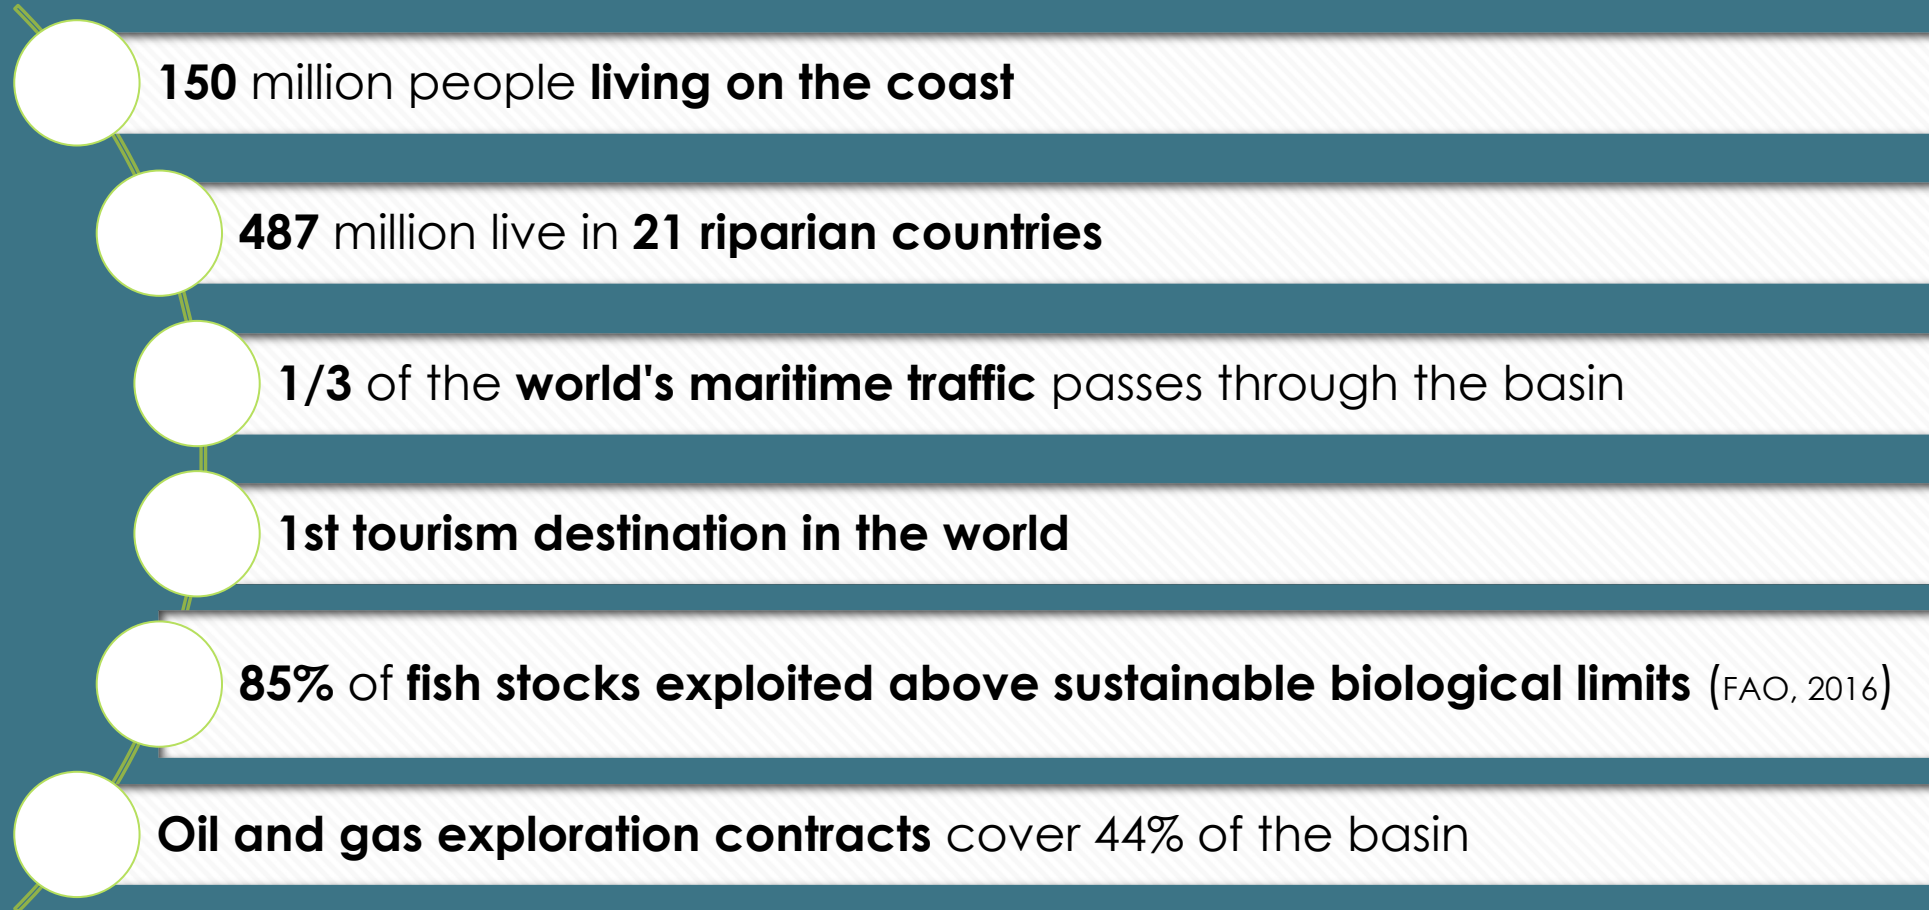 150 million people living on the coast
487 million live in 21 riparian countries
1/3 of the world's maritime traffic passes through the basin
1st tourism destination in the world
85% of fish stocks exploited above sustainable biological limits (FAO, 2016)
Oil and gas exploration contracts cover 44% of the basin